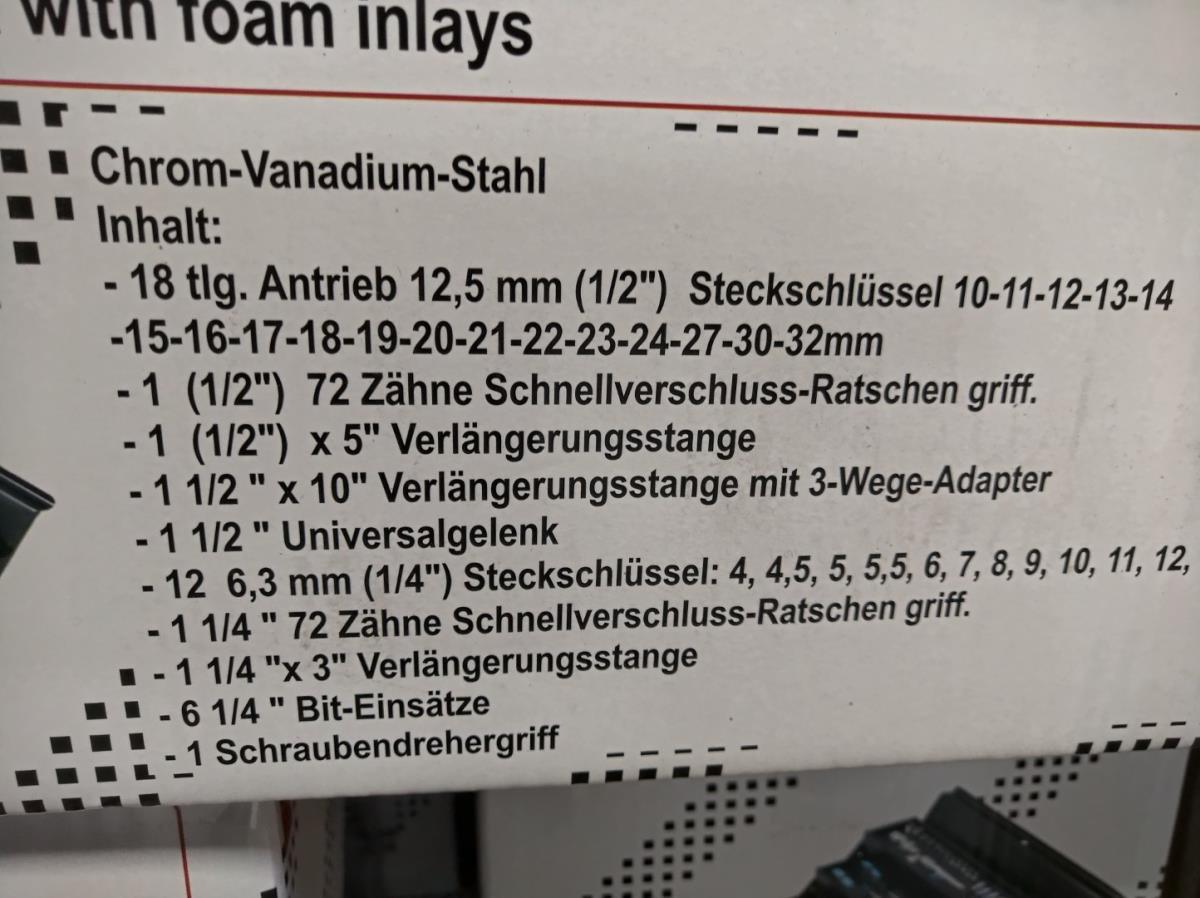 with foam inlays
Chrom-Vanadium-Stahl
Inhalt:
- 18 tlg. Antrieb 12,5 mm (1/2") Steckschlüssel 10-11-12-13-14
-15-16-17-18-19-20-21-22-23-24-27-30-32mm
- 1 (1/2") 72 Zähne Schnellverschluss-Ratschen griff.
- 1 (1/2") x 5" Verlängerungsstange
- 1 1/2 " x 10" Verlängerungsstange mit 3-Wege-Adapter
- 1 1/2 " Universalgelenk
- 12 6,3 mm (1/4") Steckschlüssel: 4, 4,5, 5, 5,5, 6, 7, 8, 9, 10, 11, 12,
- 1 1/4 " 72 Zähne Schnellverschluss-Ratschen griff.
- 1 1/4 "x 3" Verlängerungsstange
- 6 1/4 " Bit-Einsätze
- 1 Schraubendrehergriff